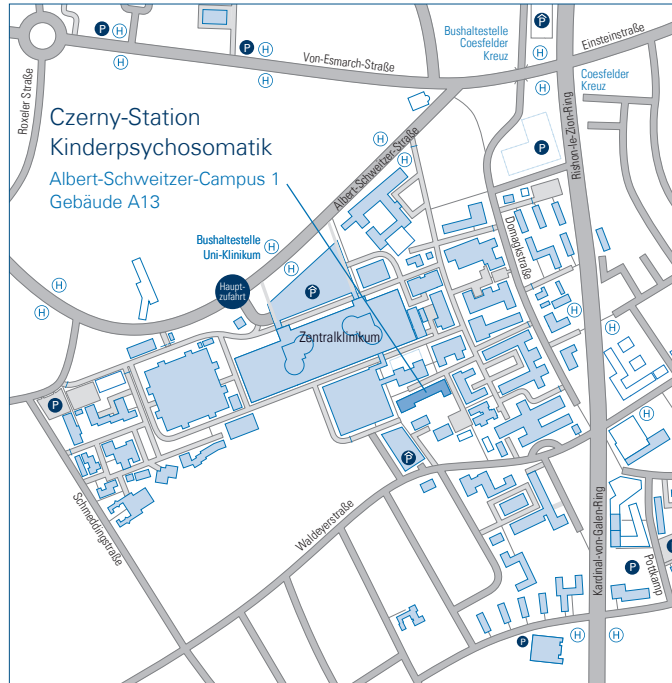 P
H
H
P
H
Von-Esmarch-Straße
Roxeler Straße
Bushaltestelle
Coesfelder
Kreuz
P
H
H
Einsteinstraße
Coesfelder
Kreuz
Rishon-le-Zion-Ring
P
Czerny-Station
Kinderpsychosomatik
Albert-Schweitzer-Campus 1
Gebäude A13
Albert-Schweitzer-Straße
H
H
Domagkstraße
Bushaltestelle
Uni-Klinikum
H
H
Haupt-
zufahrt
P
H
H
Zentralklinikum
H
H
P
P
Schmeddingstraße
Waldeyerstraße
H
H
Kardinal-von-Galen-Ring
P
Pottkamp
P
H
H